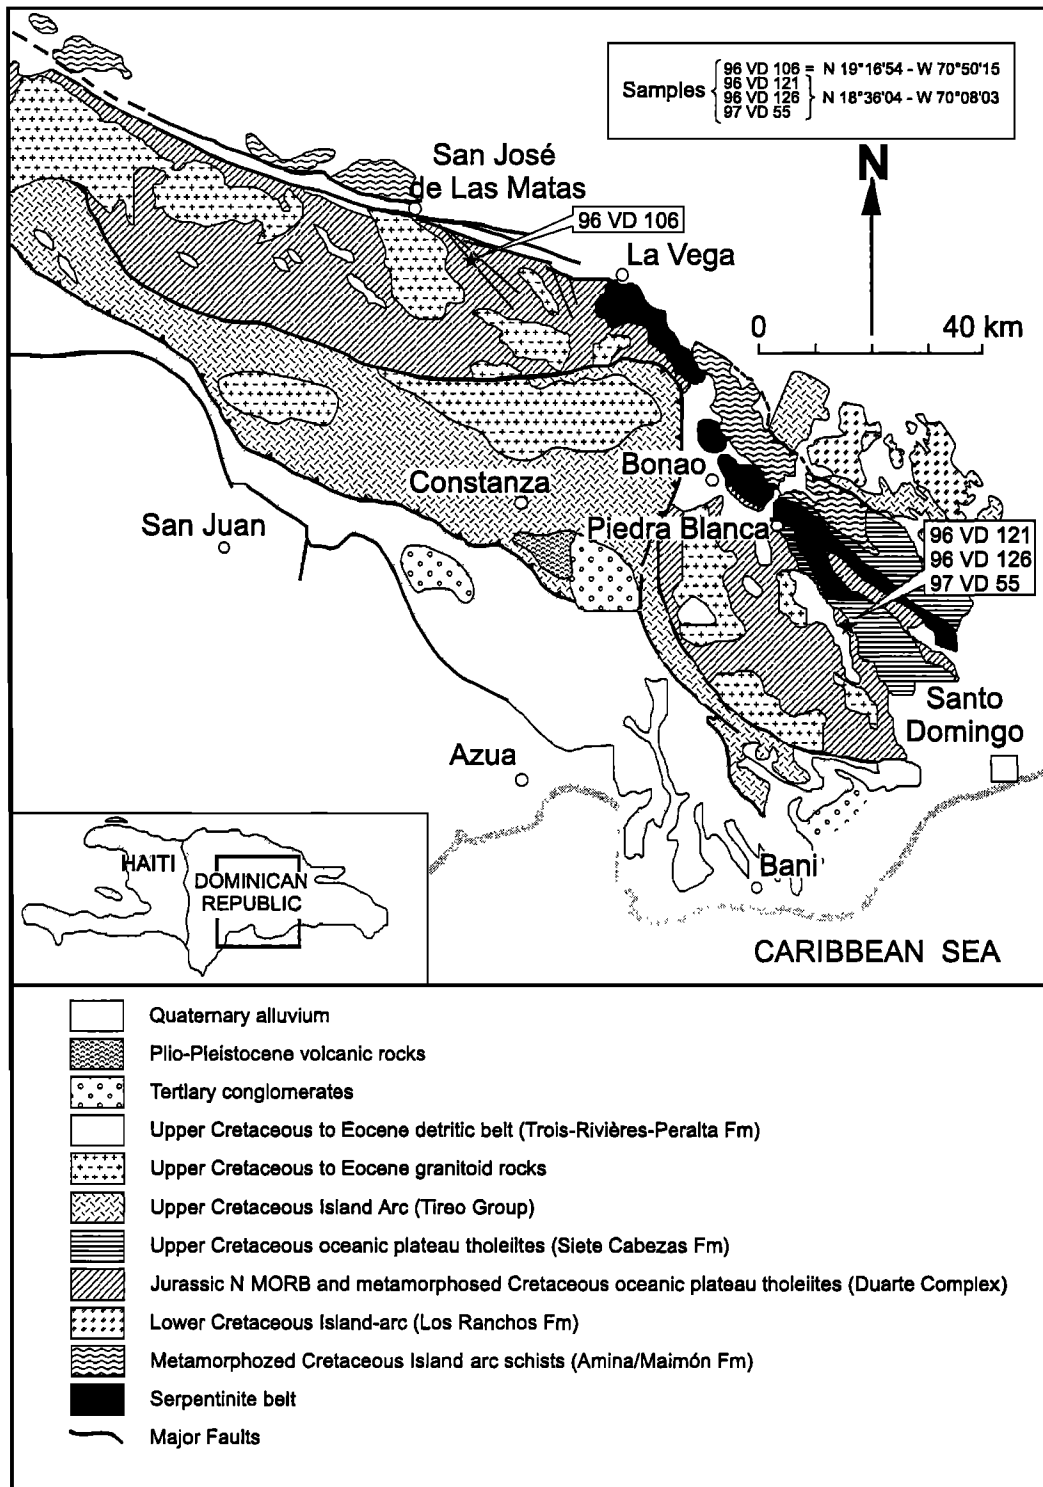 Samples
96 VD 106 = N 19°16'54 - W 70°50'15
96 VD 121
96 VD 126
97 VD 55
N 18°36'04 - W 70°08'03
N
San José
de Las Matas
96 VD 106
La Vega
0 40 km
Bonao
Constanza
San Juan
Piedra Blanca
96 VD 121
96 VD 126
97 VD 55
Santo
Domingo
Azua
Bani
CARIBBEAN SEA
HAITI
DOMINICAN
REPUBLIC
Quaternary alluvium
Plio-Pleistocene volcanic rocks
Tertiary conglomerates
Upper Cretaceous to Eocene detritic belt (Trois-Rivières-Peralta Fm)
Upper Cretaceous to Eocene granitoid rocks
Upper Cretaceous Island Arc (Tireo Group)
Upper Cretaceous oceanic plateau tholeiites (Siete Cabezas Fm)
Jurassic N MORB and metamorphosed Cretaceous oceanic plateau tholeiites (Duarte Complex)
Lower Cretaceous Island-arc (Los Ranchos Fm)
Metamorphozed Cretaceous Island arc schists (Amina/Maimón Fm)
Serpentinite belt
Major Faults